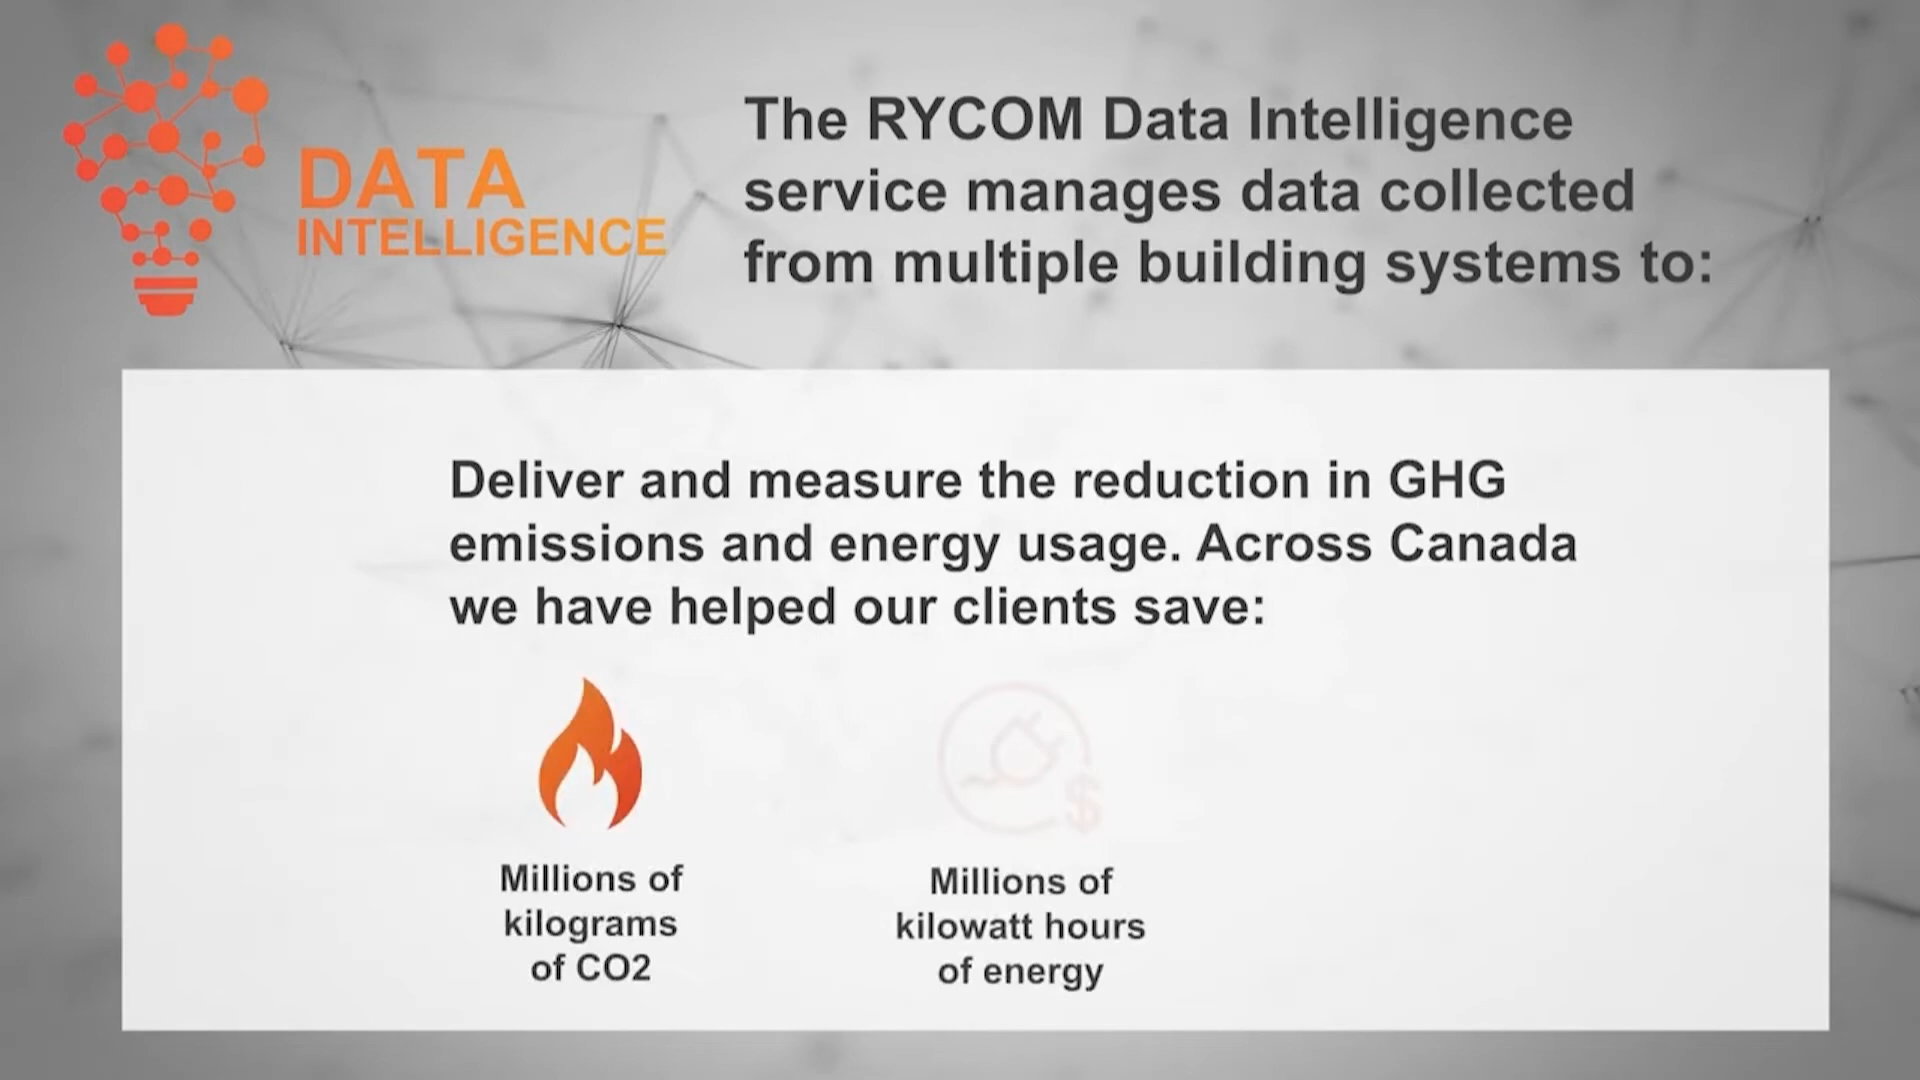 DATA
INTELLIGENCE
The RYCOM Data Intelligence
service manages data collected
from multiple building systems to:
Deliver and measure the reduction in GHG
emissions and energy usage. Across Canada
we have helped our clients save:
$
Millions of
kilograms
of CO2
Millions of
kilowatt hours
of energy